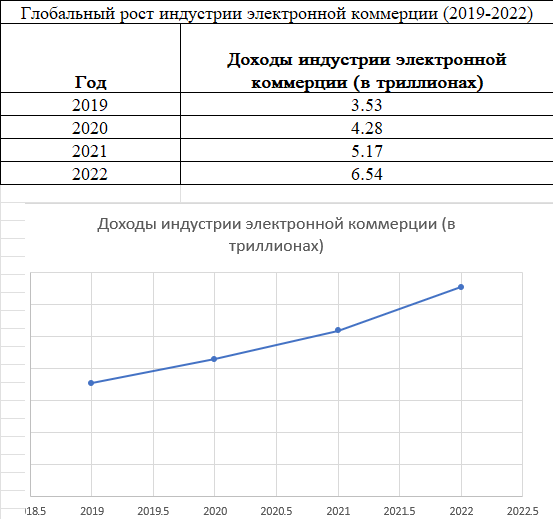 Глобальный рост индустрии электронной коммерции (2019-2022)
Год
Доходы индустрии электронной
коммерции (в триллионах)
2019 3.53
2020 4.28
2021 5.17
2022 6.54
Доходы индустрии электронной коммерции (в
триллионах)
018.5 2019 2019.5 2020 2020.5 2021 2021.5 2022 2022.5